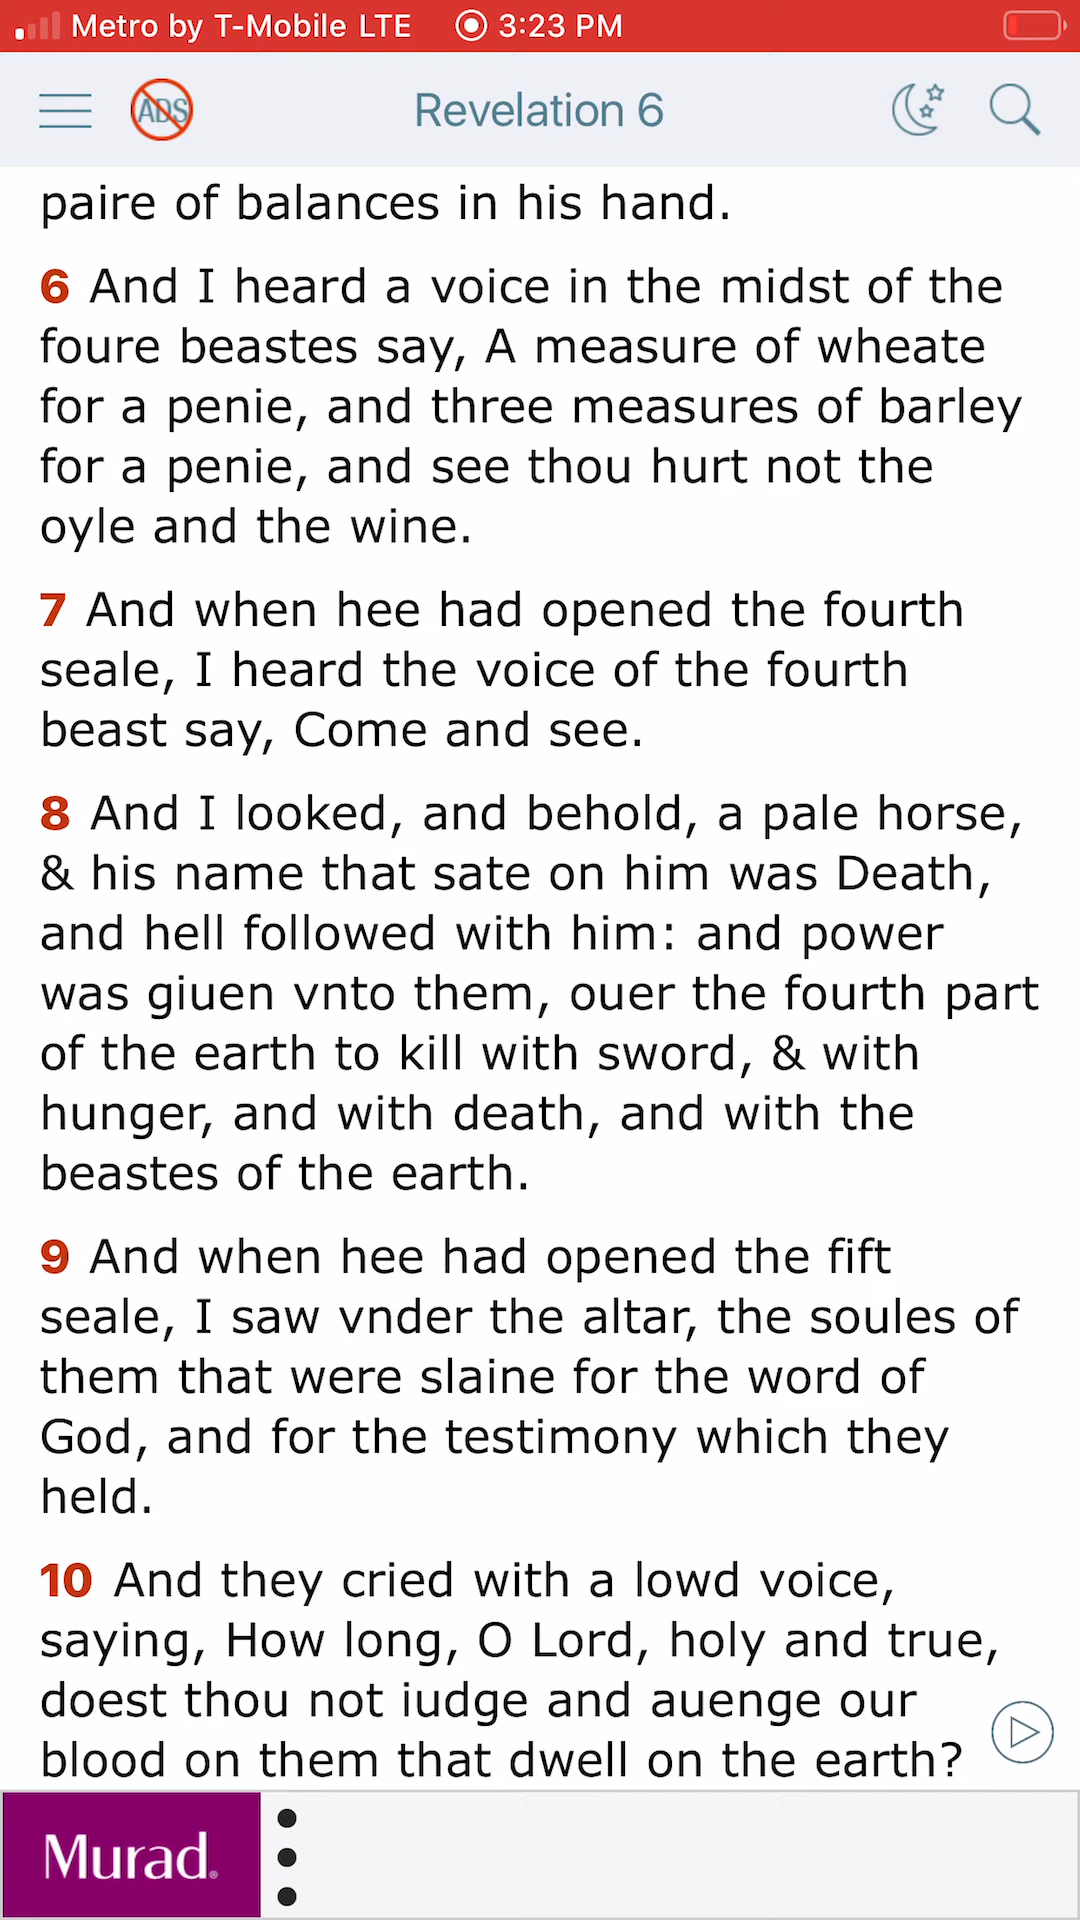 Metro by T-Mobile LTE 3:23 PM
ADS
Revelation 6
paire of balances in his hand.
6 And I heard a voice in the midst of the
foure beastes say, A measure of wheate
for a penie, and three measures of barley
for a penie, and see thou hurt not the
oyle and the wine.
7 And when hee had opened the fourth
seale, I heard the voice of the fourth
beast say, Come and see.
8 And I looked, and behold, a pale horse,
& his name that sate on him was Death,
and hell followed with him: and power
was giuen vnto them, ouer the fourth part
of the earth to kill with sword, & with
hunger, and with death, and with the
beastes of the earth.
9 And when hee had opened the fift
seale, I saw vnder the altar, the soules of
them that were slaine for the word of
God, and for the testimony which they
held.
10 And they cried with a lowd voice,
saying, How long, O Lord, holy and true,
doest thou not iudge and auenge our
blood on them that dwell on the earth?
Murad.